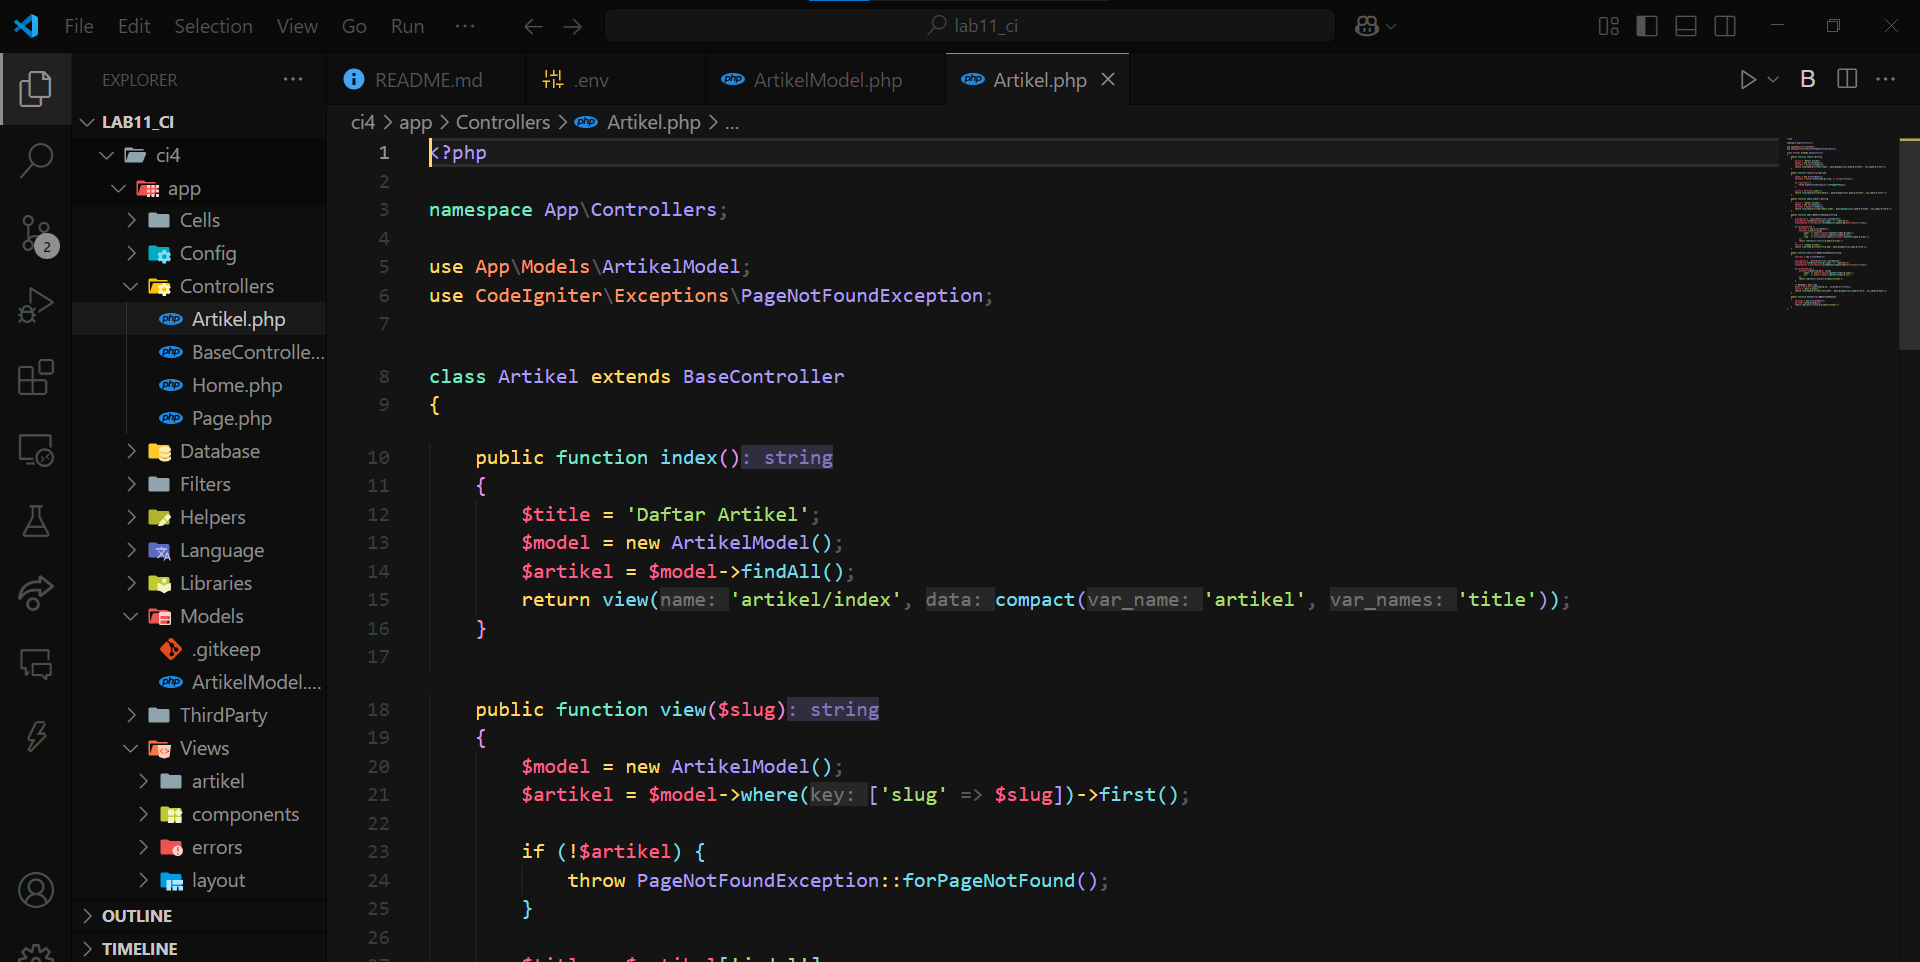 File Edit Selection View Go Run ··· lab11_ci
EXPLORER ···
README.md .env ArtikelModel.php Artikel.php
ci4 > app > Controllers > Artikel.php > ...
LAB11_CI
ci4
app
Cells
Config
Controllers
Artikel.php
BaseControlle...
Home.php
Page.php
Database
Filters
Helpers
Language
Libraries
Models
.gitkeep
ArtikelModel....
ThirdParty
Views
artikel
components
errors
layout
OUTLINE
TIMELINE
2
1 <?php
2
3 namespace App\Controllers;
4
5 use App\Models\ArtikelModel;
6 use CodeIgniter\Exceptions\PageNotFoundException;
7
8 class Artikel extends BaseController
9 {
10 public function index(): string
11 {
12 $title = 'Daftar Artikel';
13 $model = new ArtikelModel();
14 $artikel = $model->findAll();
15 return view(name: 'artikel/index', data: compact(var_name: 'artikel', var_names: 'title'));
16 }
17
18 public function view($slug): string
19 {
20 $model = new ArtikelModel();
21 $artikel = $model->where(key: ['slug' => $slug])->first();
22
23 if (!$artikel) {
24 throw PageNotFoundException::forPageNotFound();
25 }
26